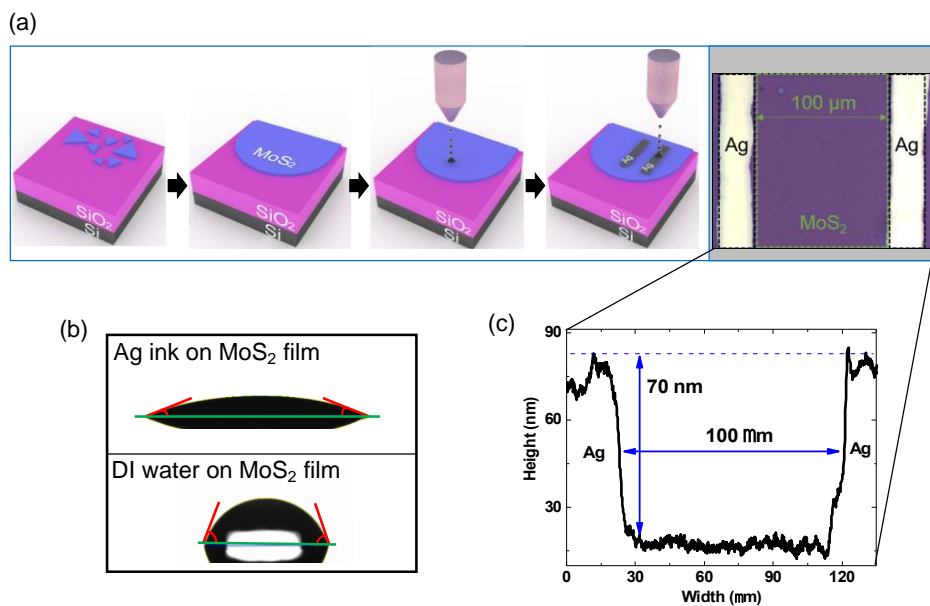 (a)
MoS₂
SiO₂
Si
SiO₂
Si
SiO₂
Si
Ag
Ag
SiO₂
Si
100 µm
Ag
Ag
MoS₂
(b)
Ag ink on MoS₂ film
DI water on MoS₂ film
(c)
90
60
30
Height (nm)
70 nm
100 mm
Ag
Ag
0 30 60 90 120
Width (mm)